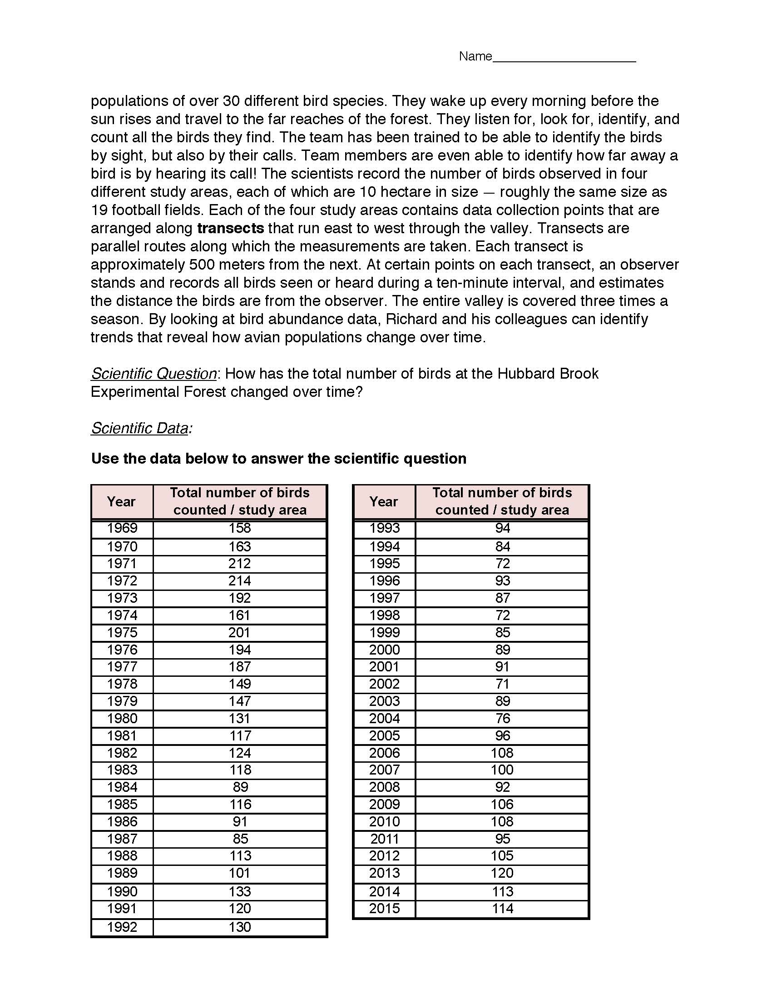 Name____________________
populations of over 30 different bird species. They wake up every morning before the
sun rises and travel to the far reaches of the forest. They listen for, look for, identify, and
count all the birds they find. The team has been trained to be able to identify the birds
by sight, but also by their calls. Team members are even able to identify how far away a
bird is by hearing its call! The scientists record the number of birds observed in four
different study areas, each of which are 10 hectare in size — roughly the same size as
19 football fields. Each of the four study areas contains data collection points that are
arranged along transects that run east to west through the valley. Transects are
parallel routes along which the measurements are taken. Each transect is
approximately 500 meters from the next. At certain points on each transect, an observer
stands and records all birds seen or heard during a ten-minute interval, and estimates
the distance the birds are from the observer. The entire valley is covered three times a
season. By looking at bird abundance data, Richard and his colleagues can identify
trends that reveal how avian populations change over time.
Scientific Question: How has the total number of birds at the Hubbard Brook
Experimental Forest changed over time?
Scientific Data:
Use the data below to answer the scientific question
Year Total number of birds
counted / study area
1969 158
1970 163
1971 212
1972 214
1973 192
1974 161
1975 201
1976 194
1977 187
1978 149
1979 147
1980 131
1981 117
1982 124
1983 118
1984 89
1985 116
1986 91
1987 85
1988 113
1989 101
1990 133
1991 120
1992 130
Year Total number of birds
counted / study area
1993 94
1994 84
1995 72
1996 93
1997 87
1998 72
1999 85
2000 89
2001 91
2002 71
2003 89
2004 76
2005 96
2006 108
2007 100
2008 92
2009 106
2010 108
2011 95
2012 105
2013 120
2014 113
2015 114